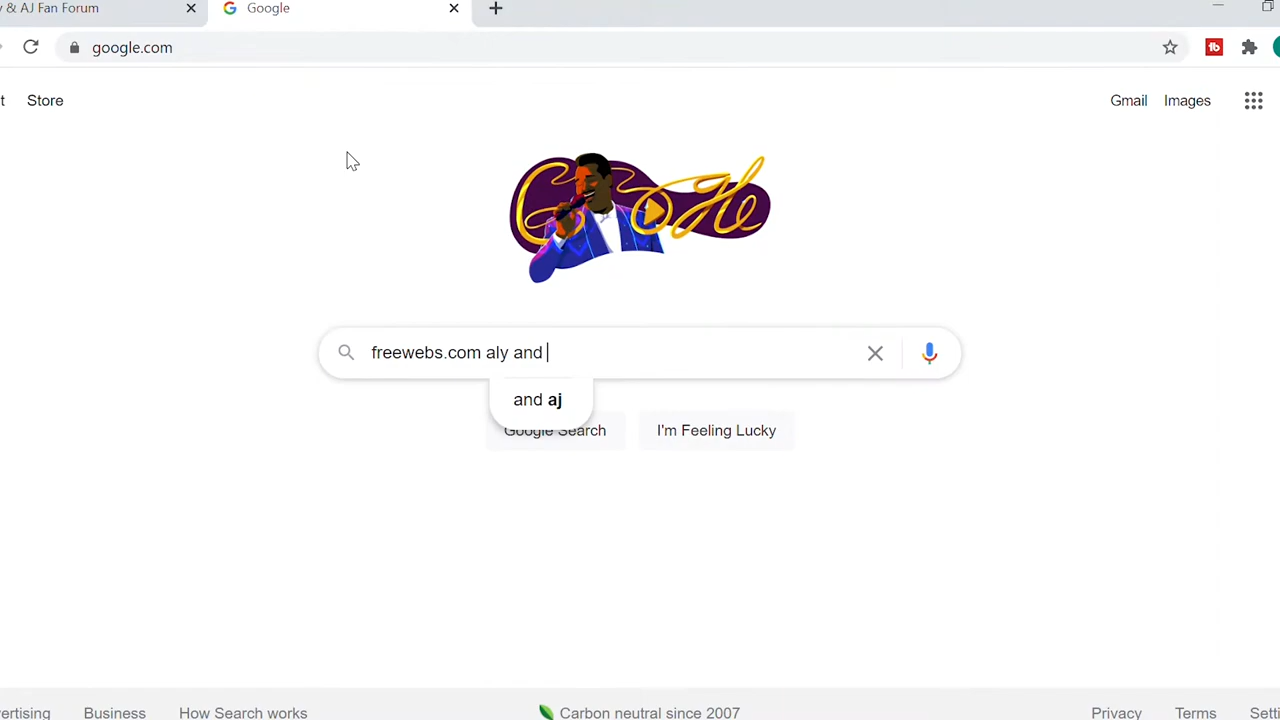 & AJ Fan Forum
Google
google.com
t Store
Gmail Images
Google
freewebs.com aly and
and aj
Google Search
I'm Feeling Lucky
ertising Business How Search works
Carbon neutral since 2007
Privacy Terms Setti